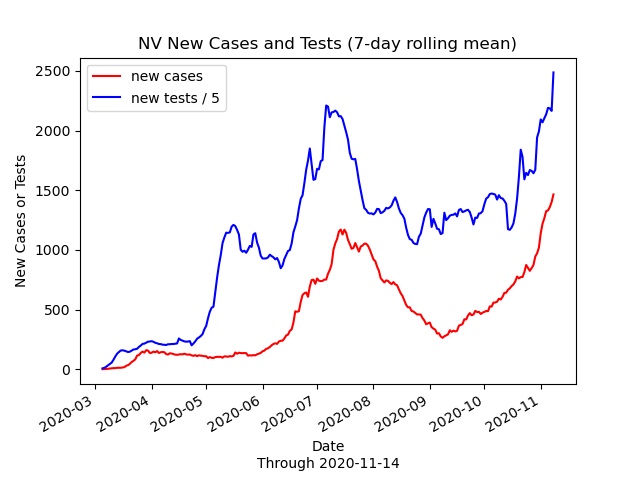 NV New Cases and Tests (7-day rolling mean)
new cases
new tests / 5
New Cases or Tests
2500
2000
1500
1000
500
0
2020-03
2020-04
2020-05
2020-06
2020-07
2020-08
2020-09
2020-10
2020-11
Date
Through 2020-11-14